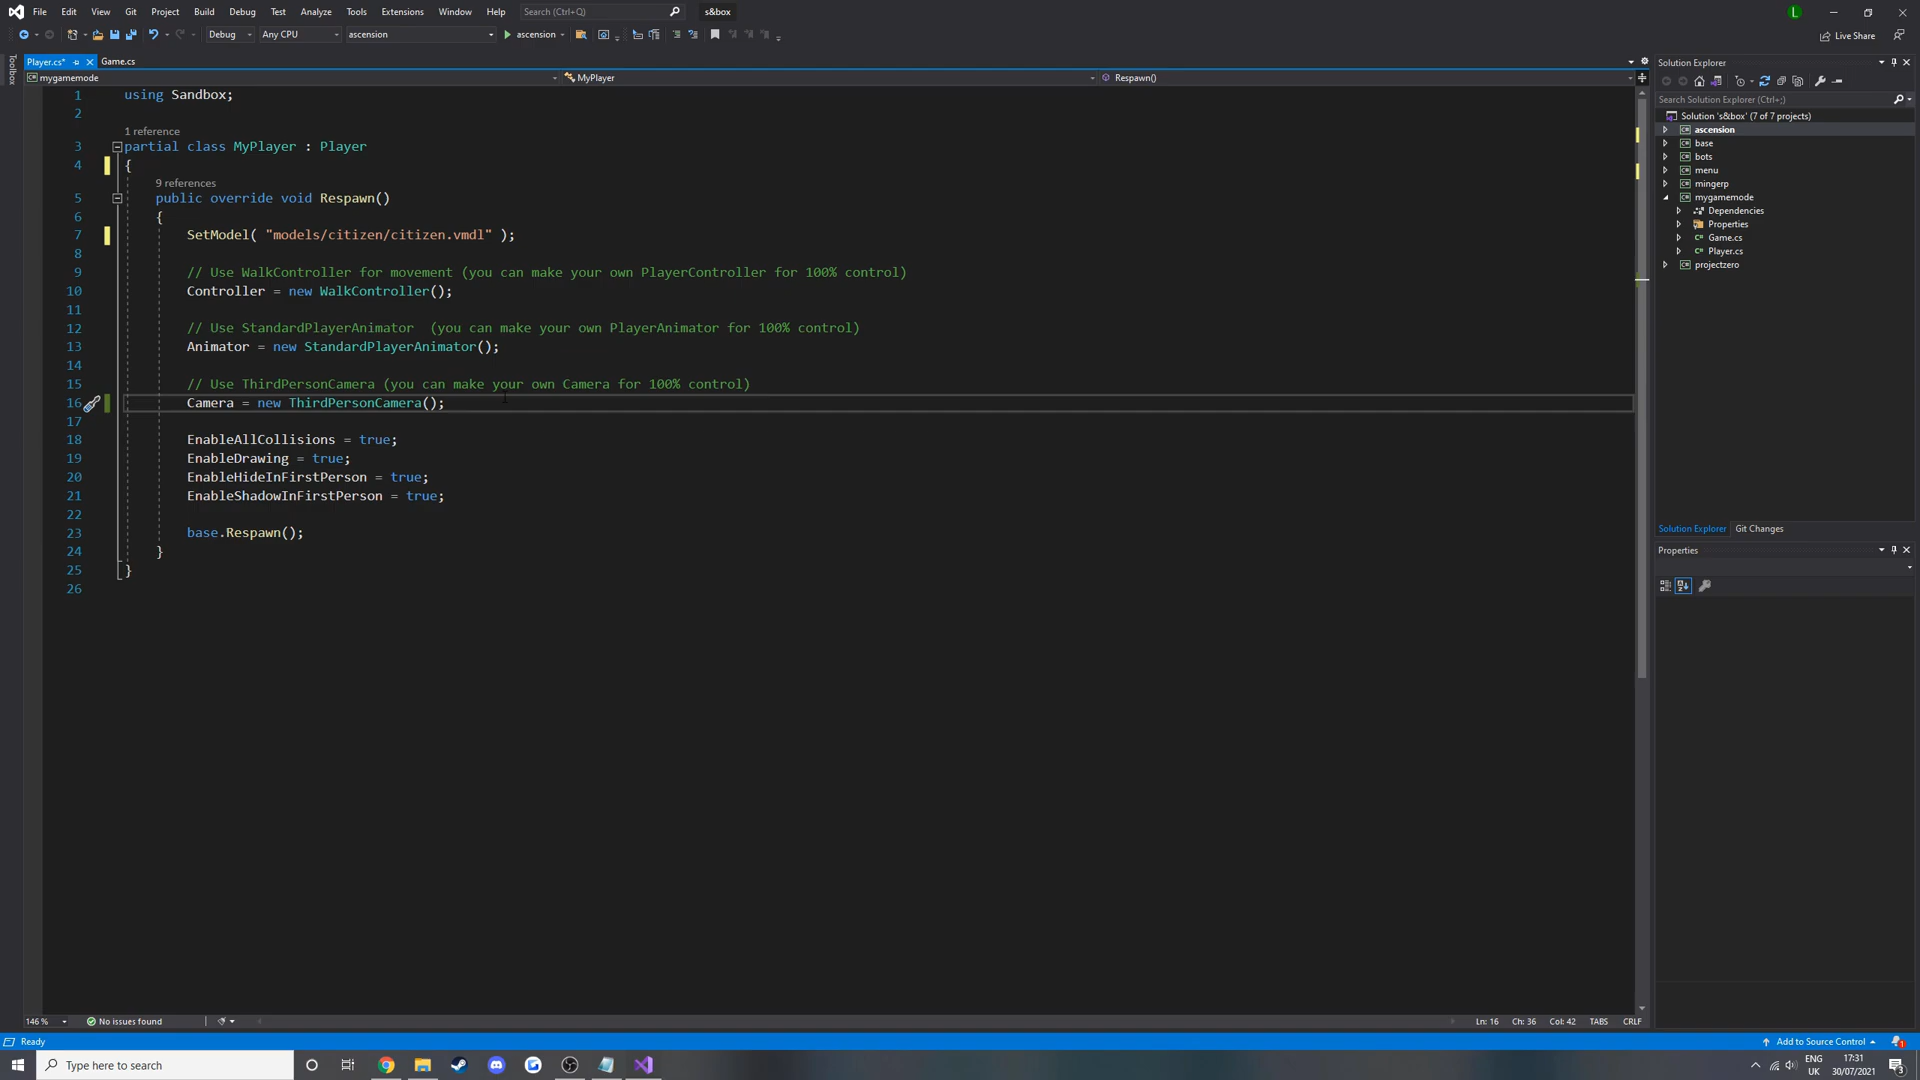 File Edit View Git Project Build Debug Test Analyze Tools Extensions Window Help Search (Ctrl+Q) s&box L
Debug Any CPU ascension ascension Live Share
Toolbox
Player.cs* Game.cs
mygamemode MyPlayer Respawn()
1 using Sandbox;
2
1 reference
3 partial class MyPlayer : Player
4 {
9 references
5 public override void Respawn()
6 {
7 SetModel( "models/citizen/citizen.vmdl" );
8
9 // Use WalkController for movement (you can make your own PlayerController for 100% control)
10 Controller = new WalkController();
11
12 // Use StandardPlayerAnimator  (you can make your own PlayerAnimator for 100% control)
13 Animator = new StandardPlayerAnimator();
14
15 // Use ThirdPersonCamera (you can make your own Camera for 100% control)
16 Camera = new ThirdPersonCamera();
17
18 EnableAllCollisions = true;
19 EnableDrawing = true;
20 EnableHideInFirstPerson = true;
21 EnableShadowInFirstPerson = true;
22
23 base.Respawn();
24 }
25 }
26
Solution Explorer
Search Solution Explorer (Ctrl+;)
Solution 's&box' (7 of 7 projects)
ascension
base
bots
menu
mingerp
mygamemode
Dependencies
Properties
Game.cs
Player.cs
projectzero
Solution Explorer Git Changes
Properties
146 % No issues found Ln: 16 Ch: 36 Col: 42 TABS CRLF
Ready Add to Source Control 1
Type here to search ENG UK 17:31 30/07/2021 3